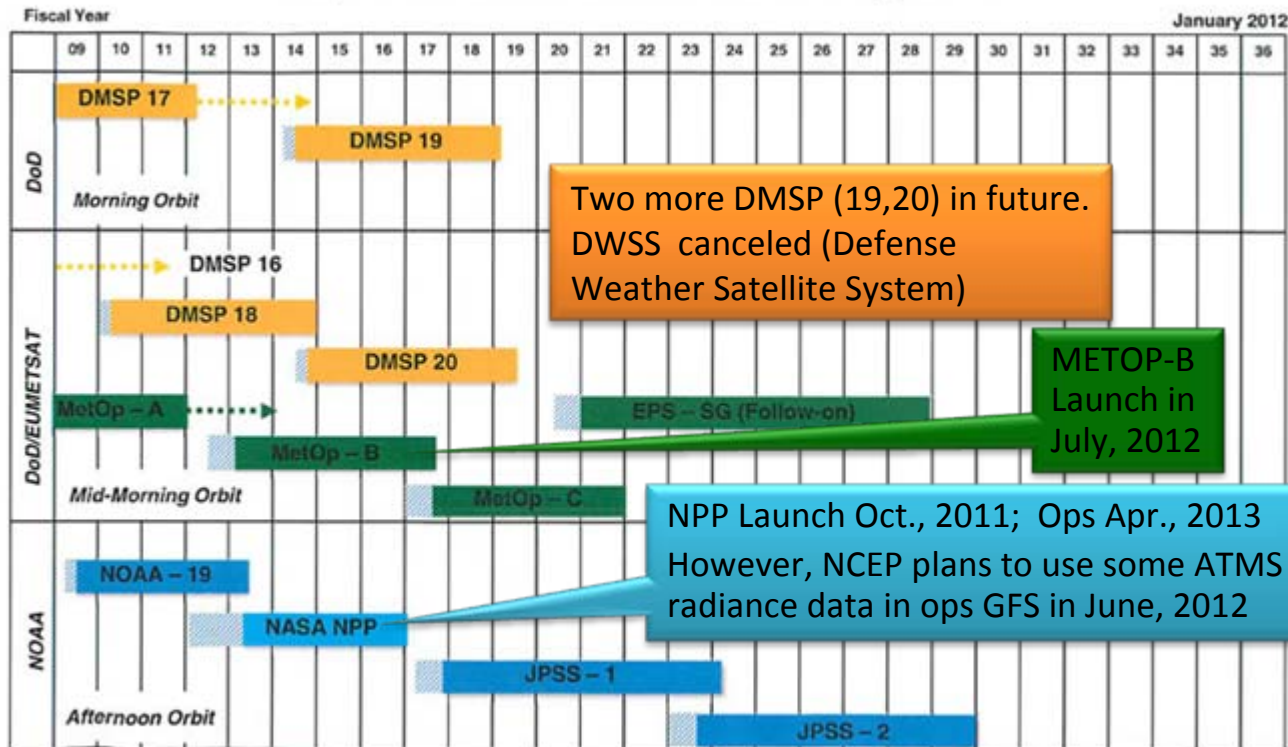 Fiscal Year
January 2012
09 10 11 12 13 14 15 16 17 18 19 20 21 22 23 24 25 26 27 28 29 30 31 32 33 34 35 36
DoD
DMSP 17
DMSP 19
Morning Orbit
Two more DMSP (19,20) in future.
DWSS canceled (Defense
Weather Satellite System)
DoD/EUMETSAT
DMSP 16
DMSP 18
DMSP 20
MetOp – A
EPS – SG (Follow-on)
MetOp – B
METOP-B
Launch in
July, 2012
Mid-Morning Orbit
MetOp – C
NOAA
NPP Launch Oct., 2011; Ops Apr., 2013
However, NCEP plans to use some ATMS
radiance data in ops GFS in June, 2012
NOAA – 19
NASA NPP
JPSS – 1
Afternoon Orbit
JPSS – 2